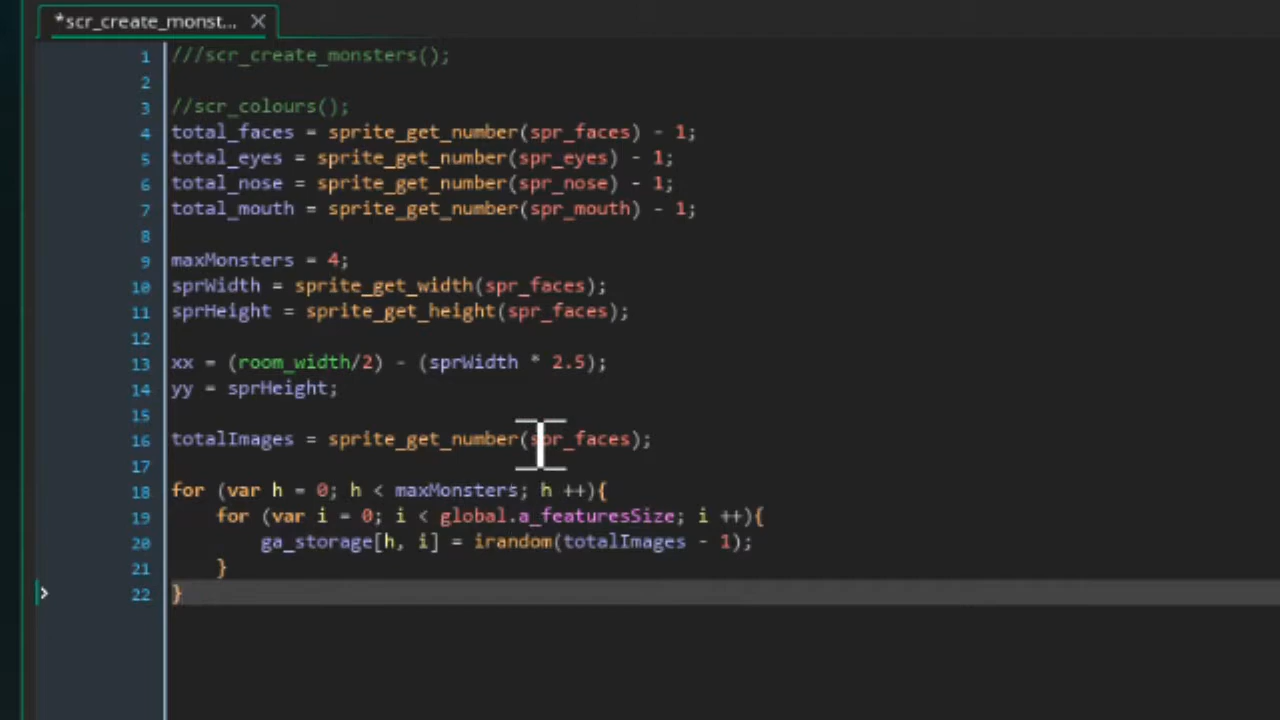 *scr_create_monst...
1 ///scr_create_monsters();
2
3 //scr_colours();
4 total_faces = sprite_get_number(spr_faces) - 1;
5 total_eyes = sprite_get_number(spr_eyes) - 1;
6 total_nose = sprite_get_number(spr_nose) - 1;
7 total_mouth = sprite_get_number(spr_mouth) - 1;
8
9 maxMonsters = 4;
10 sprWidth = sprite_get_width(spr_faces);
11 sprHeight = sprite_get_height(spr_faces);
12
13 xx = (room_width/2) - (sprWidth * 2.5);
14 yy = sprHeight;
15
16 totalImages = sprite_get_number(spr_faces);
17
18 for (var h = 0; h < maxMonsters; h ++){
19 for (var i = 0; i < global.a_featuresSize; i ++){
20 ga_storage[h, i] = irandom(totalImages - 1);
21 }
22 }